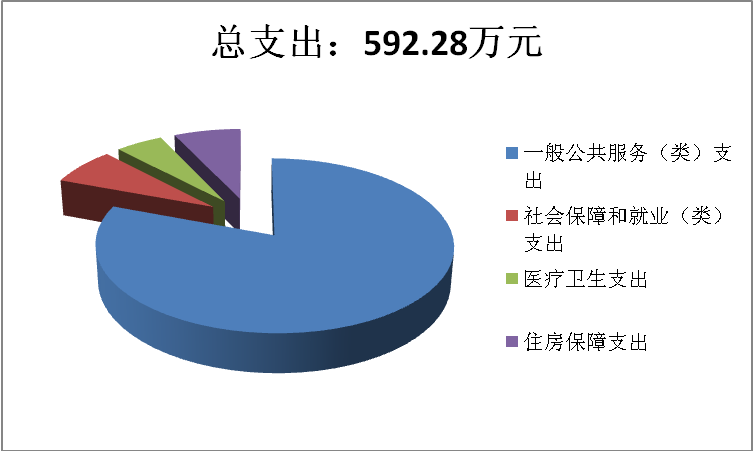 总支出：592.28万元
一般公共服务（类）支
出
社会保障和就业（类）
支出
医疗卫生支出
住房保障支出